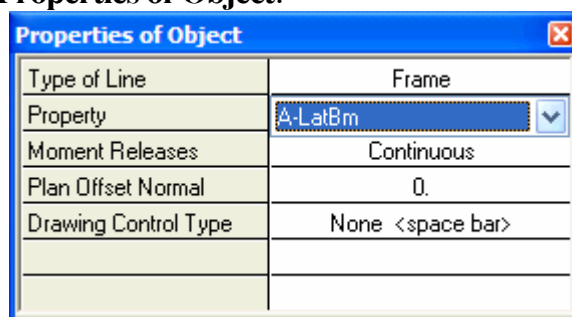 Properties of Object.
Properties of Object
Type of Line Frame
Property A-LatBm
Moment Releases Continuous
Plan Offset Normal 0.
Drawing Control Type None <space bar>